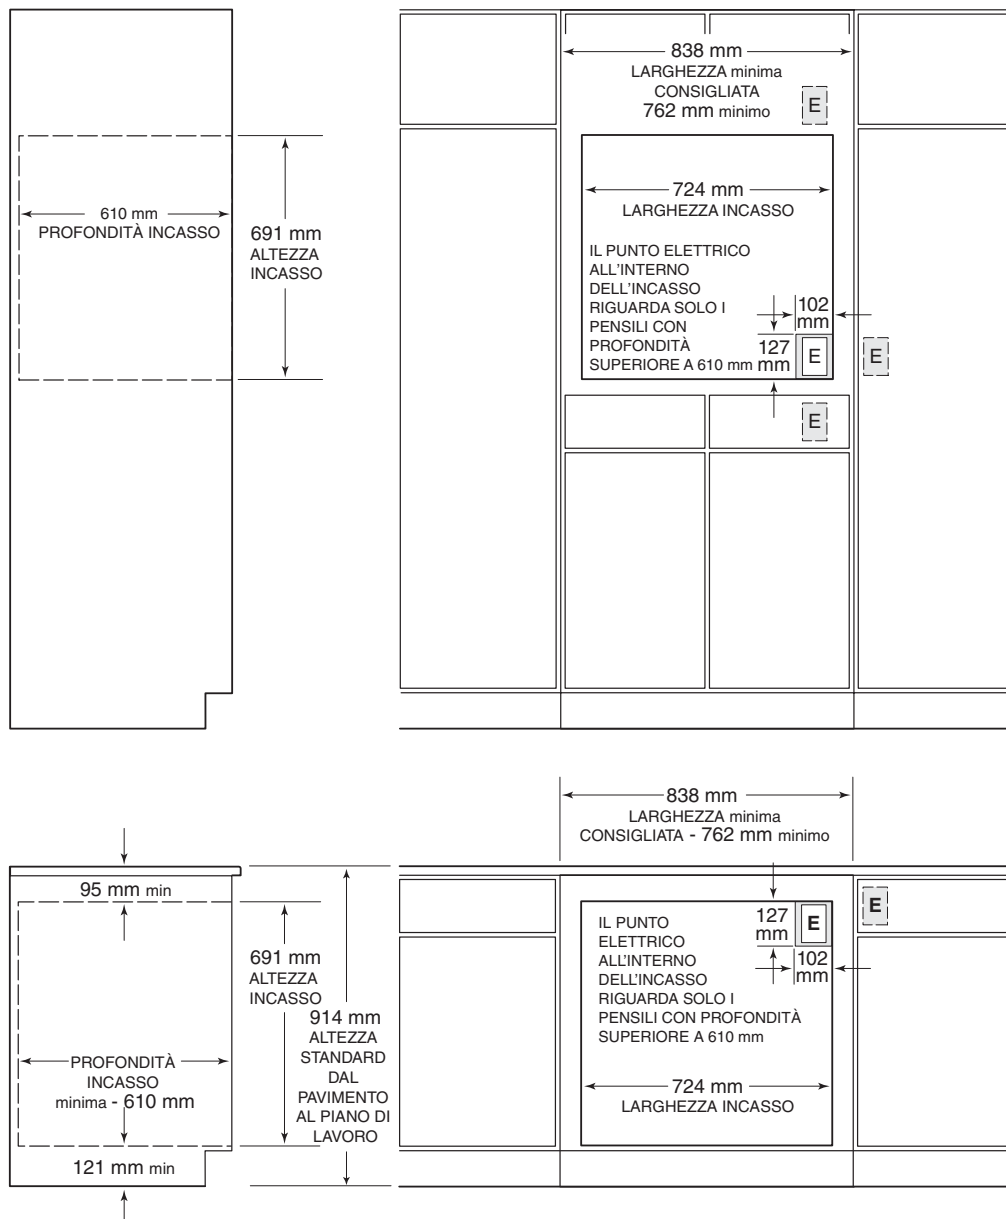 838 mm
LARGHEZZA minima
CONSIGLIATA
762 mm minimo
E
610 mm
PROFONDITÀ INCASSO
691 mm
ALTEZZA
INCASSO
724 mm
LARGHEZZA INCASSO
IL PUNTO ELETTRICO
ALL'INTERNO
DELL'INCASSO
RIGUARDA SOLO I
PENSILI CON
PROFONDITÀ
SUPERIORE A 610 mm
102
mm
127
mm
E
E
E
838 mm
LARGHEZZA minima
CONSIGLIATA - 762 mm minimo
95 mm min
691 mm
ALTEZZA
INCASSO
914 mm
ALTEZZA
STANDARD
DAL
PAVIMENTO
AL PIANO DI
LAVORO
PROFONDITÀ
INCASSO
minima - 610 mm
121 mm min
IL PUNTO
ELETTRICO
ALL'INTERNO
DELL'INCASSO
RIGUARDA SOLO I
PENSILI CON PROFONDITÀ
SUPERIORE A 610 mm
127
mm
E
E
102
mm
724 mm
LARGHEZZA INCASSO